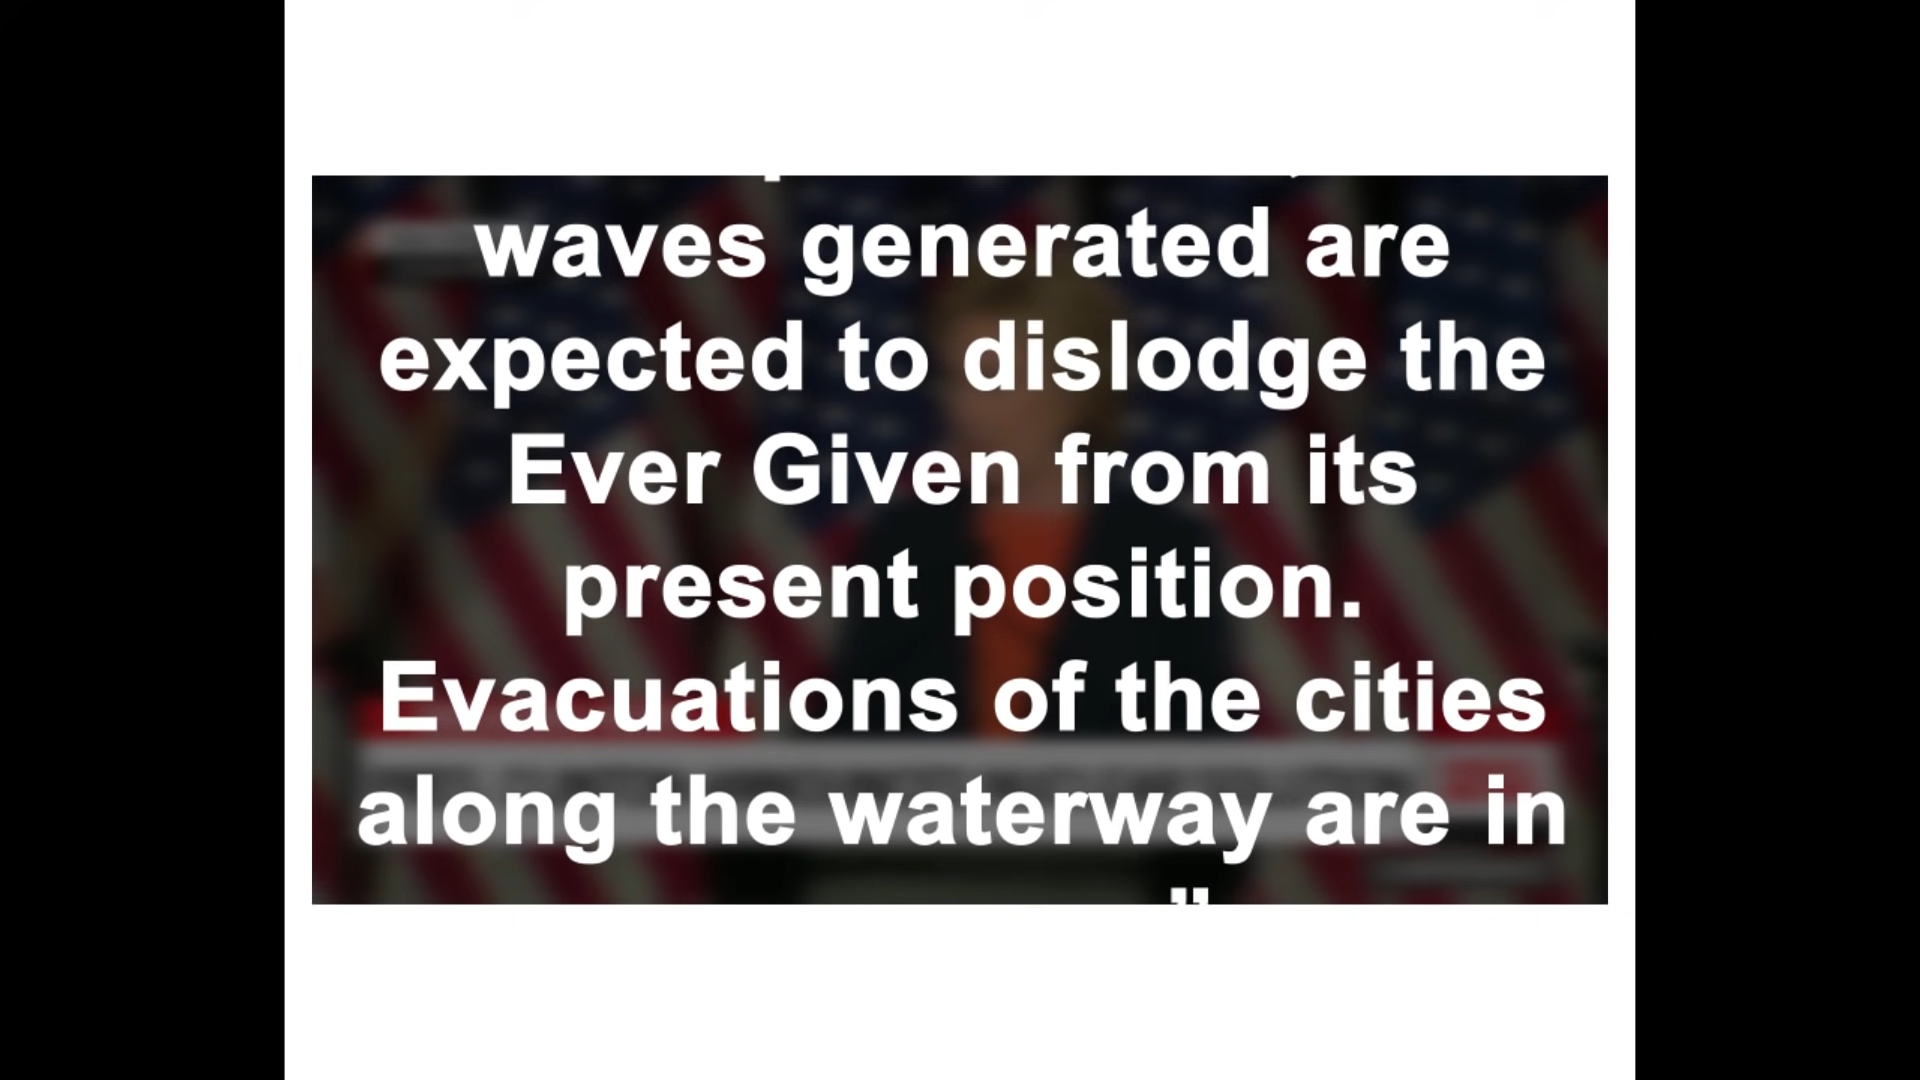 waves generated are
expected to dislodge the
Ever Given from its
present position.
Evacuations of the cities
along the waterway are in